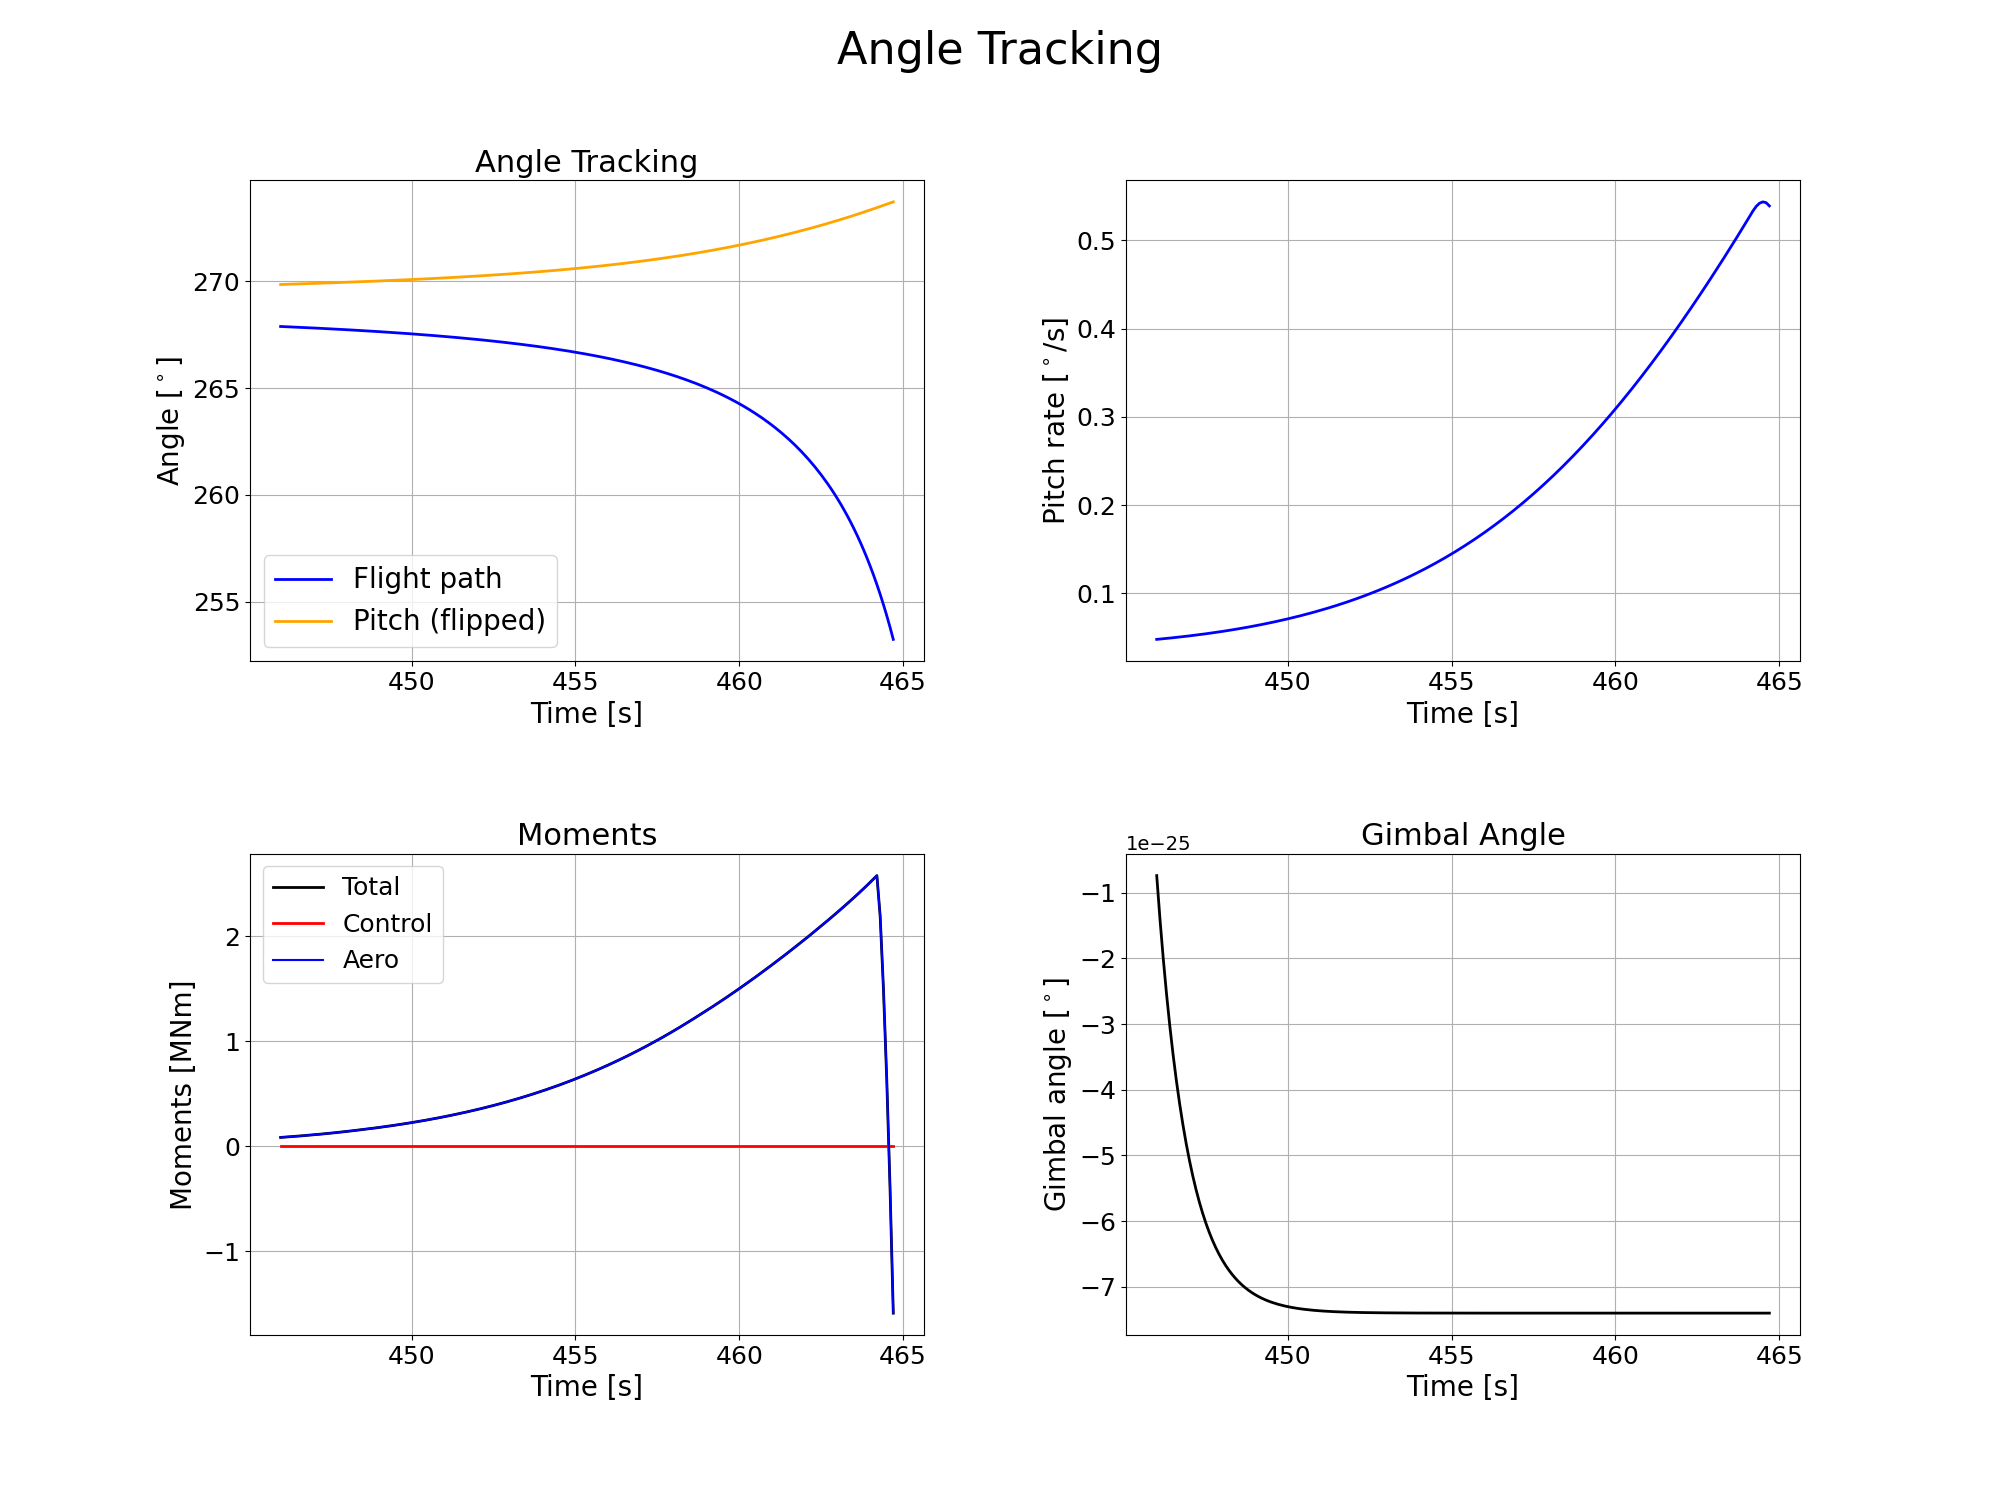 Angle Tracking
Angle Tracking
Angle [°]
270
265
260
255
Flight path
Pitch (flipped)
450 455 460 465
Time [s]
Pitch rate [°/s]
0.5
0.4
0.3
0.2
0.1
450 455 460 465
Time [s]
Moments
Moments [MNm]
2
1
0
−1
Total
Control
Aero
450 455 460 465
Time [s]
Gimbal Angle
1e−25
Gimbal angle [°]
−1
−2
−3
−4
−5
−6
−7
450 455 460 465
Time [s]